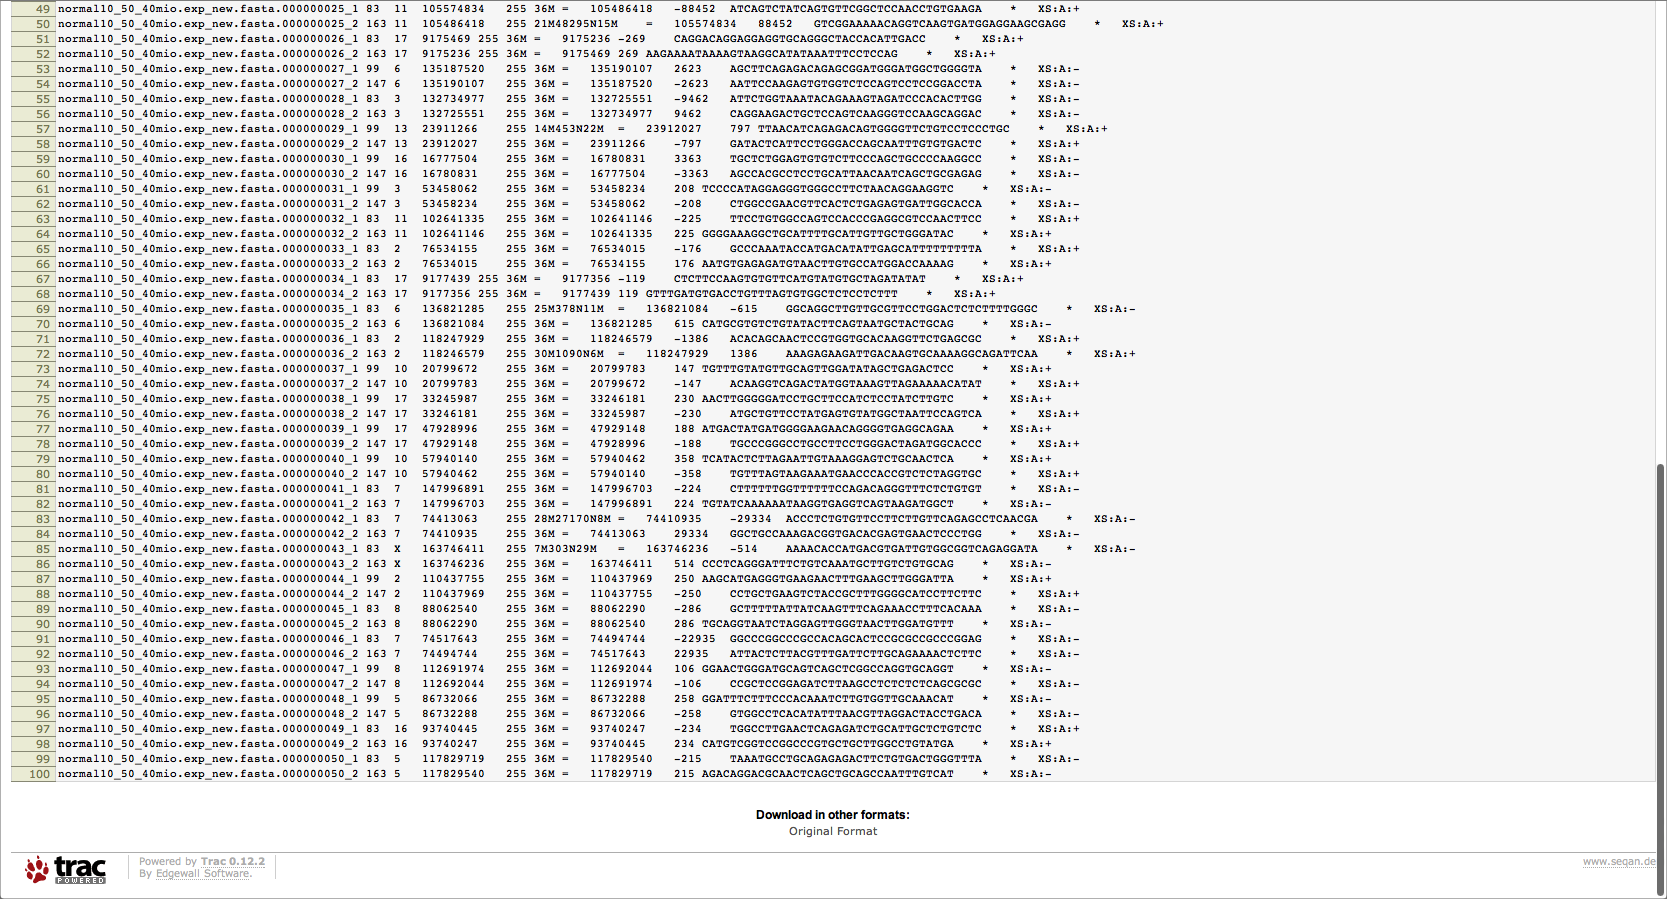 49 normal10_50_40mio.exp_new.fasta.000000025_1 83 11 105574834 255 36M = 105486418 -88452 ATCAGTCTATCAGTGTTCGGCTCCAACCTGTGAAGA * XS:A:+
50 normal10_50_40mio.exp_new.fasta.000000025_2 163 11 105486418 255 21M48295N15M = 105574834 88452 GTCGGAAAAACAGGTCAAGTGATGGAGGAAGCGAGG * XS:A:+
51 normal10_50_40mio.exp_new.fasta.000000026_1 83 17 9175469 255 36M = 9175236 -269 CAGGACAGGAGGAGGTGCAGGGCTACCACATTGACC * XS:A:+
52 normal10_50_40mio.exp_new.fasta.000000026_2 163 17 9175236 255 36M = 9175469 269 AAGAAAATAAAAGTAAGGCATATAAATTTCCTCCAG * XS:A:+
53 normal10_50_40mio.exp_new.fasta.000000027_1 99 6 135187520 255 36M = 135190107 2623 AGCTTCAGAGACAGAGCGGATGGGATGGCTGGGGTA * XS:A:-
54 normal10_50_40mio.exp_new.fasta.000000027_2 147 6 135190107 255 36M = 135187520 -2623 AATTCCAAGAGTGTGGTCTCCAGTCCTCCGGACCTA * XS:A:-
55 normal10_50_40mio.exp_new.fasta.000000028_1 83 3 132734977 255 36M = 132725551 -9462 ATTCTGGTAAATACAGAAAGTAGATCCCACACTTGG * XS:A:-
56 normal10_50_40mio.exp_new.fasta.000000028_2 163 3 132725551 255 36M = 132734977 9462 CAGGAAGACTGCTCCAGTCAAGGGTCCAAGCAGGAC * XS:A:-
57 normal10_50_40mio.exp_new.fasta.000000029_1 99 13 23911266 255 14M453N22M = 23912027 797 TTAACATCAGAGACAGTGGGGTTCTGTCCTCCCTGC * XS:A:+
58 normal10_50_40mio.exp_new.fasta.000000029_2 147 13 23912027 255 36M = 23911266 -797 GATACTCATTCCTGGGACCAGCAATTTGTGTGACTC * XS:A:+
59 normal10_50_40mio.exp_new.fasta.000000030_1 99 16 16777504 255 36M = 16780831 3363 TGCTCTGGAGTGTGTCTTCCCAGCTGCCCCAAGGCC * XS:A:-
60 normal10_50_40mio.exp_new.fasta.000000030_2 147 16 16780831 255 36M = 16777504 -3363 AGCCACGCCTCCTGCATTAACAATCAGCTGCGAGAG * XS:A:-
61 normal10_50_40mio.exp_new.fasta.000000031_1 99 3 53458062 255 36M = 53458234 208 TCCCCATAGGAGGGTGGGCCTTCTAACAGGAAGGTC * XS:A:-
62 normal10_50_40mio.exp_new.fasta.000000031_2 147 3 53458234 255 36M = 53458062 -208 CTGGCCGAACGTTCACTCTGAGAGTGATTGGCACCA * XS:A:-
63 normal10_50_40mio.exp_new.fasta.000000032_1 83 11 102641335 255 36M = 102641146 -225 TTCCTGTGGCCAGTCCACCCGAGGCGTCCAACTTCC * XS:A:+
64 normal10_50_40mio.exp_new.fasta.000000032_2 163 11 102641146 255 36M = 102641335 225 GGGGAAAGGCTGCATTTTGCATTGTTGCTGGGATAC * XS:A:+
65 normal10_50_40mio.exp_new.fasta.000000033_1 83 2 76534155 255 36M = 76534015 -176 GCCCAAATACCATGACATATTGAGCATTTTTTTTTA * XS:A:+
66 normal10_50_40mio.exp_new.fasta.000000033_2 163 2 76534015 255 36M = 76534155 176 AATGTGAGAGATGTAACTTGTGCCATGGACCAAAAG * XS:A:+
67 normal10_50_40mio.exp_new.fasta.000000034_1 83 17 9177439 255 36M = 9177356 -119 CTCTTCCAAGTGTGTTCATGTATGTGCTAGATATAT * XS:A:+
68 normal10_50_40mio.exp_new.fasta.000000034_2 163 17 9177356 255 36M = 9177439 119 GTTTGATGTGACCTGTTTAGTGTGGCTCTCCTCTTT * XS:A:+
69 normal10_50_40mio.exp_new.fasta.000000035_1 83 6 136821285 255 25M378N11M = 136821084 -615 GGCAGGCTTGTTGCGTTCCTGGACTCTCTTTTGGGC * XS:A:-
70 normal10_50_40mio.exp_new.fasta.000000035_2 163 6 136821084 255 36M = 136821285 615 CATGCGTGTCTGTATACTTCAGTAATGCTACTGCAG * XS:A:-
71 normal10_50_40mio.exp_new.fasta.000000036_1 83 2 118247929 255 36M = 118246579 -1386 ACACAGCAACTCCGTGGTGCACAAGGTTCTGAGCGC * XS:A:+
72 normal10_50_40mio.exp_new.fasta.000000036_2 163 2 118246579 255 30M1090N6M = 118247929 1386 AAAGAGAAGATTGACAAGTGCAAAAGGCAGATTCAA * XS:A:+
73 normal10_50_40mio.exp_new.fasta.000000037_1 99 10 20799672 255 36M = 20799783 147 TGTTTGTATGTTGCAGTTGGATATAGCTGAGACTCC * XS:A:+
74 normal10_50_40mio.exp_new.fasta.000000037_2 147 10 20799783 255 36M = 20799672 -147 ACAAGGTCAGACTATGGTAAAGTTAGAAAAACATAT * XS:A:+
75 normal10_50_40mio.exp_new.fasta.000000038_1 99 17 33245987 255 36M = 33246181 230 AACTTGGGGGATCCTGCTTCCATCTCCTATCTTGTC * XS:A:+
76 normal10_50_40mio.exp_new.fasta.000000038_2 147 17 33246181 255 36M = 33245987 -230 ATGCTGTTCCTATGAGTGTATGGCTAATTCCAGTCA * XS:A:+
77 normal10_50_40mio.exp_new.fasta.000000039_1 99 17 47928996 255 36M = 47929148 188 ATGACTATGATGGGGAAGAACAGGGGTGAGGCAGAA * XS:A:+
78 normal10_50_40mio.exp_new.fasta.000000039_2 147 17 47929148 255 36M = 47928996 -188 TGCCCGGGCCTGCCTTCCTGGGACTAGATGGCACCC * XS:A:+
79 normal10_50_40mio.exp_new.fasta.000000040_1 99 10 57940140 255 36M = 57940462 358 TCATACTCTTAGAATTGTAAAGGAGTCTGCAACTCA * XS:A:+
80 normal10_50_40mio.exp_new.fasta.000000040_2 147 10 57940462 255 36M = 57940140 -358 TGTTTAGTAAGAAATGAACCCACCGTCTCTAGGTGC * XS:A:+
81 normal10_50_40mio.exp_new.fasta.000000041_1 83 7 147996891 255 36M = 147996703 -224 CTTTTTTGGTTTTTTCCAGACAGGGTTTCTCTGTGT * XS:A:-
82 normal10_50_40mio.exp_new.fasta.000000041_2 163 7 147996703 255 36M = 147996891 224 TGTATCAAAAAATAAGGTGAGGTCAGTAAGATGGCT * XS:A:-
83 normal10_50_40mio.exp_new.fasta.000000042_1 83 7 74413063 255 28M27170N8M = 74410935 -29334 ACCCTCTGTGTTCCTTCTTGTTCAGAGCCTCAACGA * XS:A:-
84 normal10_50_40mio.exp_new.fasta.000000042_2 163 7 74410935 255 36M = 74413063 29334 GGCTGCCAAAGACGGTGACACGAGTGAACTCCCTGG * XS:A:-
85 normal10_50_40mio.exp_new.fasta.000000043_1 83 X 163746411 255 7M303N29M = 163746236 -514 AAAACACCATGACGTGATTGTGGCGGTCAGAGGATA * XS:A:-
86 normal10_50_40mio.exp_new.fasta.000000043_2 163 X 163746236 255 36M = 163746411 514 CCCTCAGGGATTTCTGTCAAATGCTTGTCTGTGCAG * XS:A:-
87 normal10_50_40mio.exp_new.fasta.000000044_1 99 2 110437755 255 36M = 110437969 250 AAGCATGAGGGTGAAGAACTTTGAAGCTTGGGATTA * XS:A:+
88 normal10_50_40mio.exp_new.fasta.000000044_2 147 2 110437969 255 36M = 110437755 -250 CCTGCTGAAGTCTACCGCTTTGGGGCATCCTTCTTC * XS:A:+
89 normal10_50_40mio.exp_new.fasta.000000045_1 83 8 88062540 255 36M = 88062290 -286 GCTTTTTATTATCAAGTTTCAGAAACCTTTCACAAA * XS:A:-
90 normal10_50_40mio.exp_new.fasta.000000045_2 163 8 88062290 255 36M = 88062540 286 TGCAGGTAATCTAGGAGTTGGGTAACTTGGATGTTT * XS:A:-
91 normal10_50_40mio.exp_new.fasta.000000046_1 83 7 74517643 255 36M = 74494744 -22935 GGCCCGGCCCGCCACAGCACTCCGCGCCGCCCGGAG * XS:A:-
92 normal10_50_40mio.exp_new.fasta.000000046_2 163 7 74494744 255 36M = 74517643 22935 ATTACTCTTACGTTTGATTCTTGCAGAAAACTCTTC * XS:A:-
93 normal10_50_40mio.exp_new.fasta.000000047_1 99 8 112691974 255 36M = 112692044 106 GGAACTGGGATGCAGTCAGCTCGGCCAGGTGCAGGT * XS:A:-
94 normal10_50_40mio.exp_new.fasta.000000047_2 147 8 112692044 255 36M = 112691974 -106 CCGCTCCGGAGATCTTAAGCCTCTCTCTCAGCGCGC * XS:A:-
95 normal10_50_40mio.exp_new.fasta.000000048_1 99 5 86732066 255 36M = 86732288 258 GGATTTCTTTCCCACAAATCTTGTGGTTGCAAACAT * XS:A:-
96 normal10_50_40mio.exp_new.fasta.000000048_2 147 5 86732288 255 36M = 86732066 -258 GTGGCCTCACATATTTAACGTTAGGACTACCTGACA * XS:A:-
97 normal10_50_40mio.exp_new.fasta.000000049_1 83 16 93740445 255 36M = 93740247 -234 TGGCCTTGAACTCAGAGATCTGCATTGCTCTGTCTC * XS:A:+
98 normal10_50_40mio.exp_new.fasta.000000049_2 163 16 93740247 255 36M = 93740445 234 CATGTCGGTCCGGCCCGTGCTGCTTGGCCTGTATGA * XS:A:+
99 normal10_50_40mio.exp_new.fasta.000000050_1 83 5 117829719 255 36M = 117829540 -215 TAAATGCCTGCAGAGAGACTTCTGTGACTGGGTTTA * XS:A:-
100 normal10_50_40mio.exp_new.fasta.000000050_2 163 5 117829540 255 36M = 117829719 215 AGACAGGACGCAACTCAGCTGCAGCCAATTTGTCAT * XS:A:-
Download in other formats:
Original Format
trac POWERED
Powered by Trac 0.12.2
By Edgewall Software.
www.seqan.de